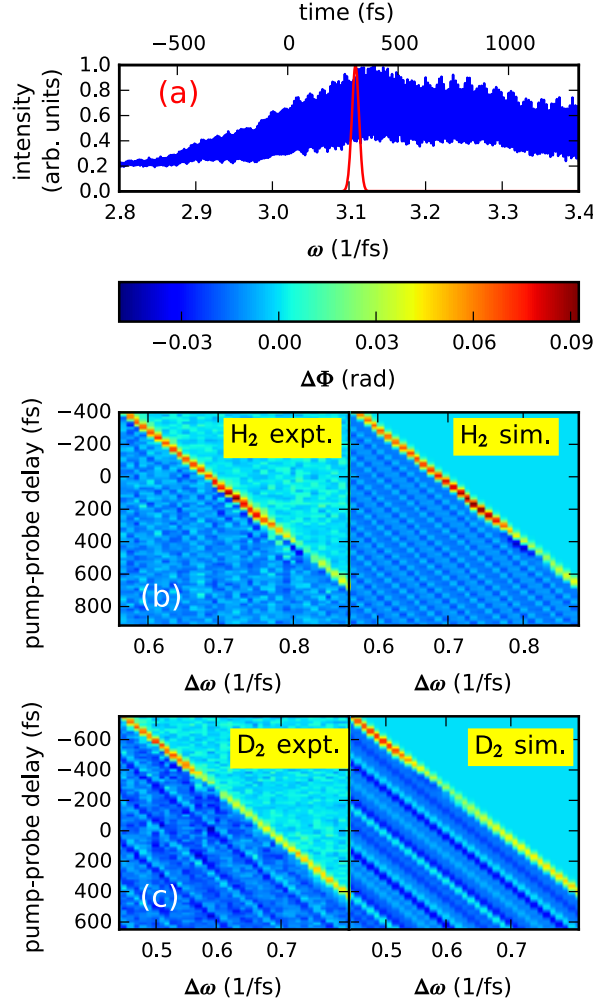 time (fs)
−500 0 500 1000
1.0
0.8
0.6
0.4
0.2
0.0
intensity
(arb. units)
(a)
2.8 2.9 3.0 3.1 3.2 3.3 3.4
ω (1/fs)
−0.03 0.00 0.03 0.06 0.09
ΔΦ (rad)
pump-probe delay (fs)
−400
−200
0
200
400
600
800
H₂ expt.
H₂ sim.
(b)
0.6 0.7 0.8 0.6 0.7 0.8
Δω (1/fs) Δω (1/fs)
pump-probe delay (fs)
−600
−400
−200
0
200
400
600
D₂ expt.
D₂ sim.
(c)
0.5 0.6 0.7 0.5 0.6 0.7
Δω (1/fs) Δω (1/fs)